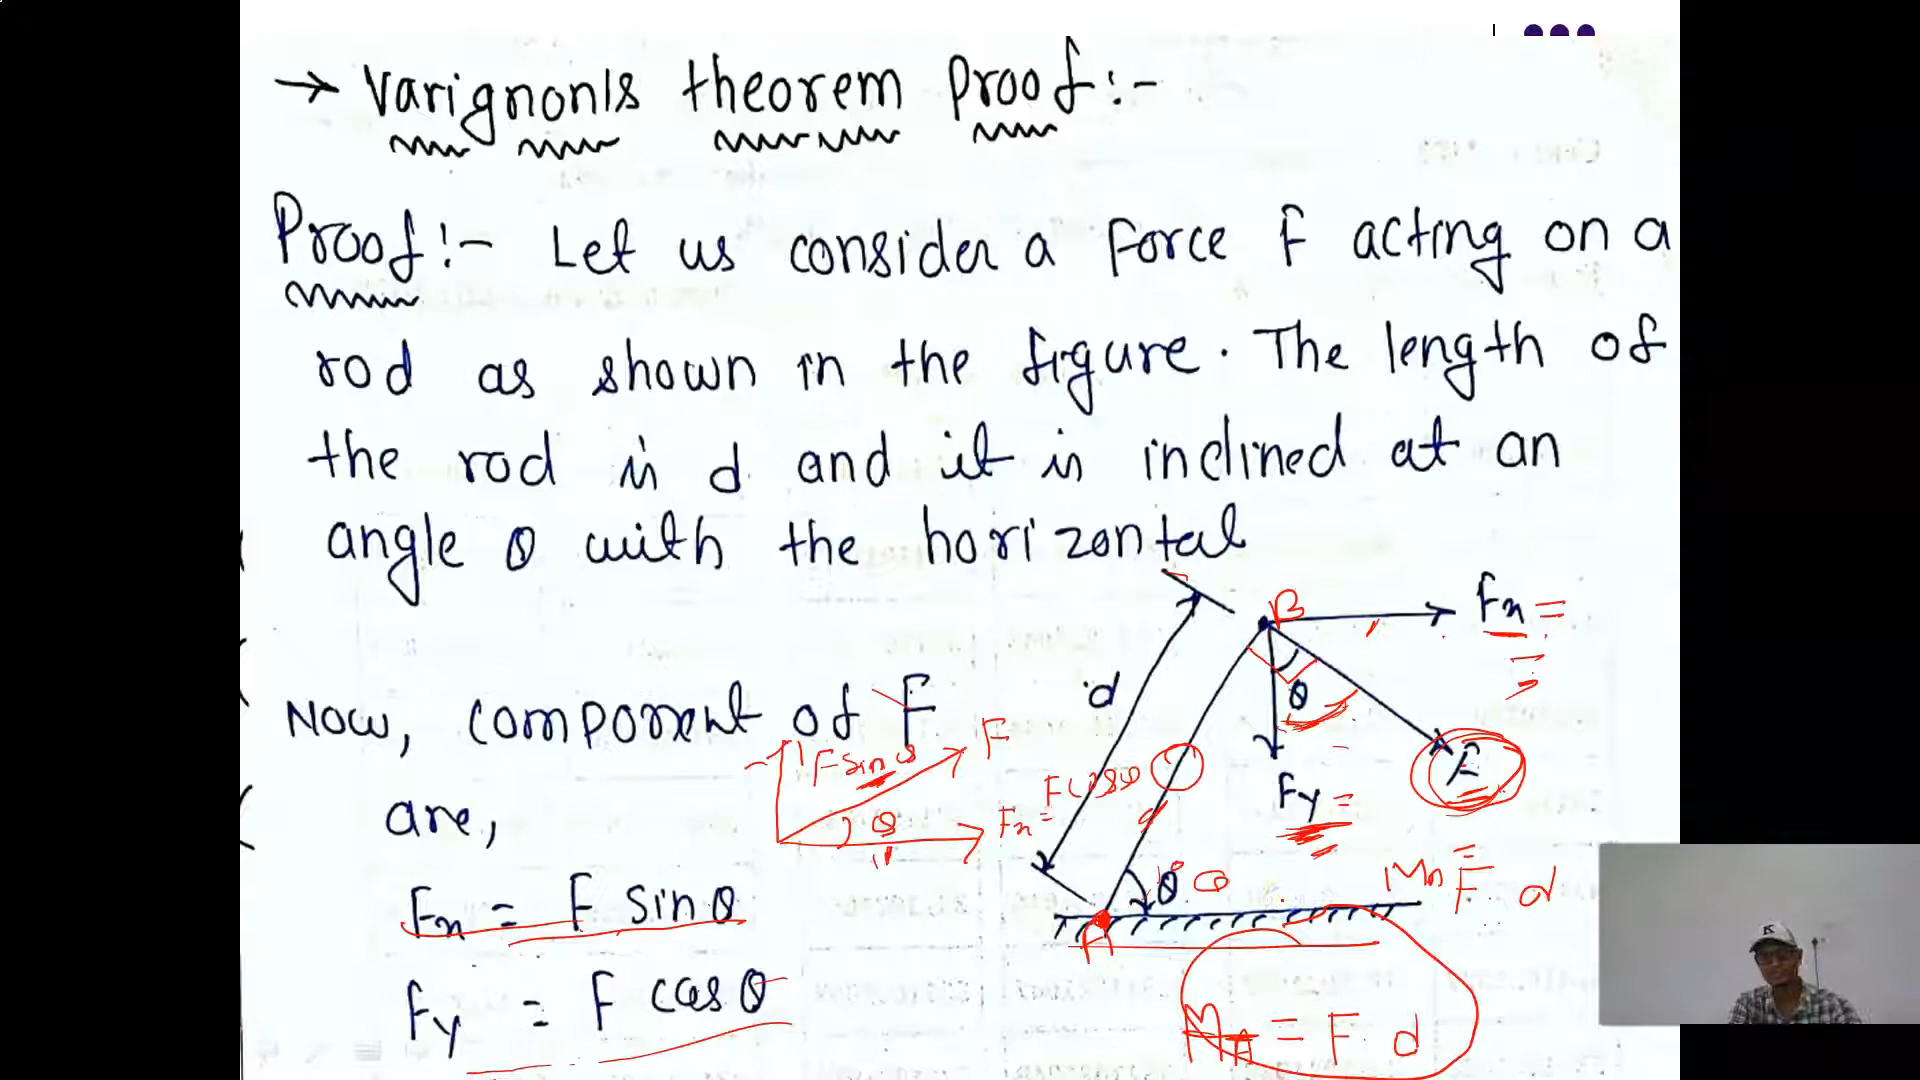 → Varignon's theorem Proof:-
Proof:- Let us consider a Force F acting on a
rod as shown in the figure. The length of
the rod is d and it is inclined at an
angle θ with the horizontal
B
Fx =
d
Now, component of F
F sin θ
F
θ
F
Fy =
are,
θ
Fx = F cos θ
θ θ
MA = F d
Fx = F sin θ
A
Fy = F cos θ
MA = F d
K